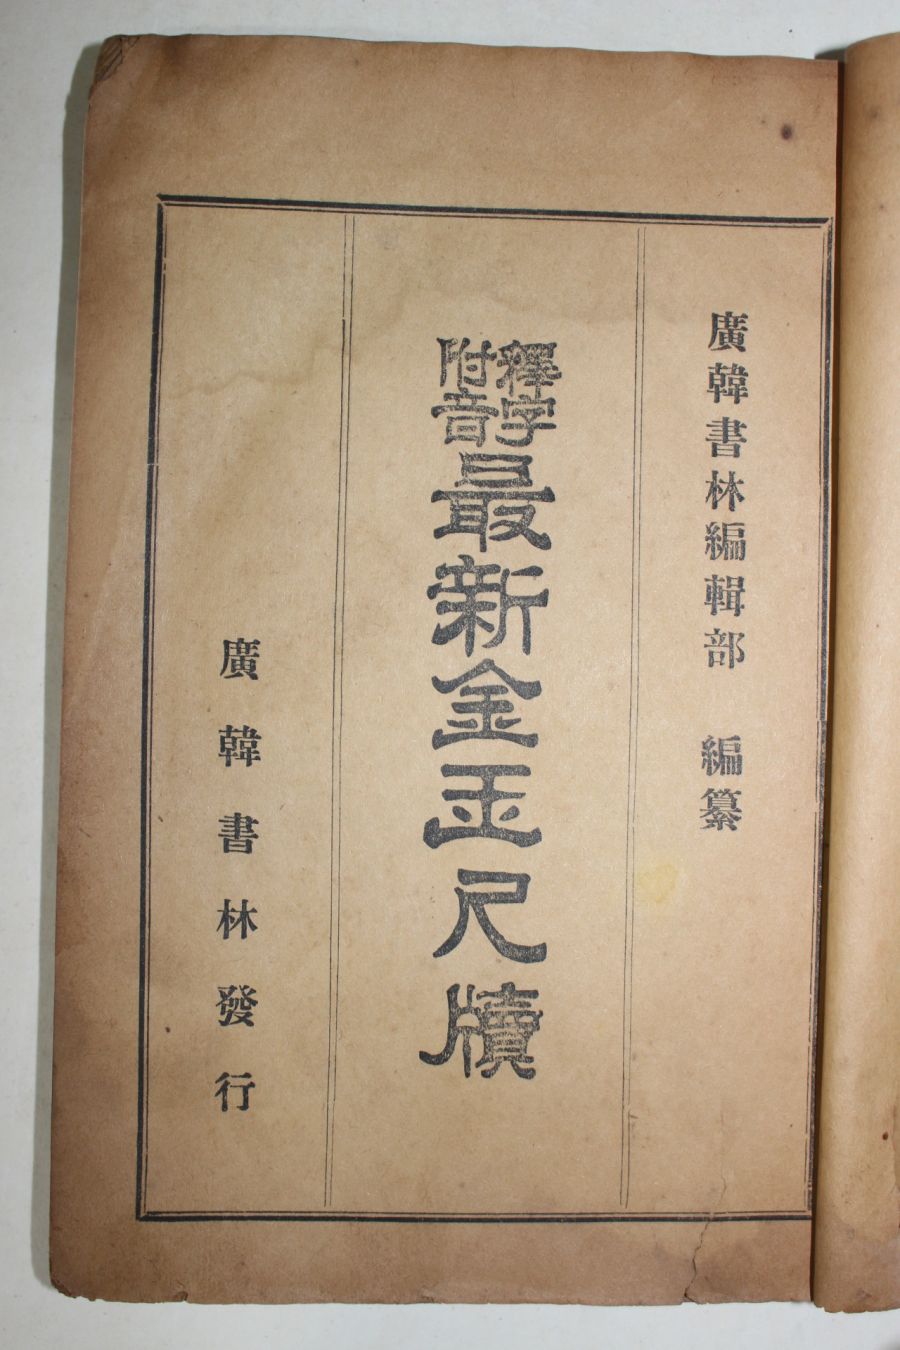 廣韓書林編輯部 編纂
釋字
附音
最新金玉尺牘
廣韓書林發行